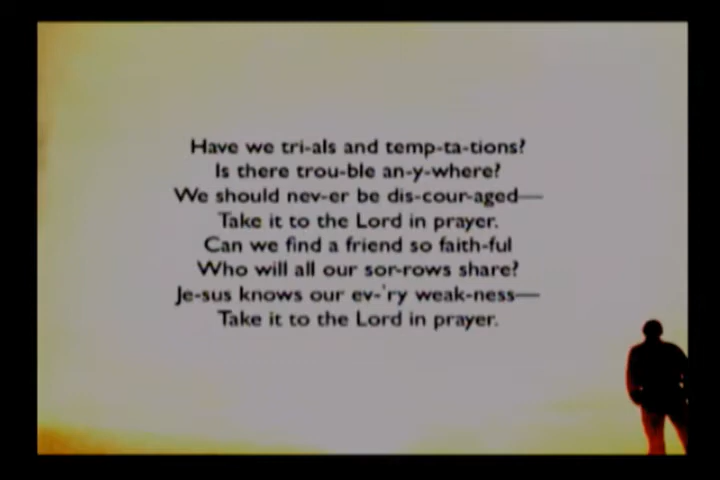 Have we tri-als and temp-ta-tions?
Is there trou-ble an-y-where?
We should nev-er be dis-cour-aged—
Take it to the Lord in prayer.
Can we find a friend so faith-ful
Who will all our sor-rows share?
Je-sus knows our ev-'ry weak-ness—
Take it to the Lord in prayer.